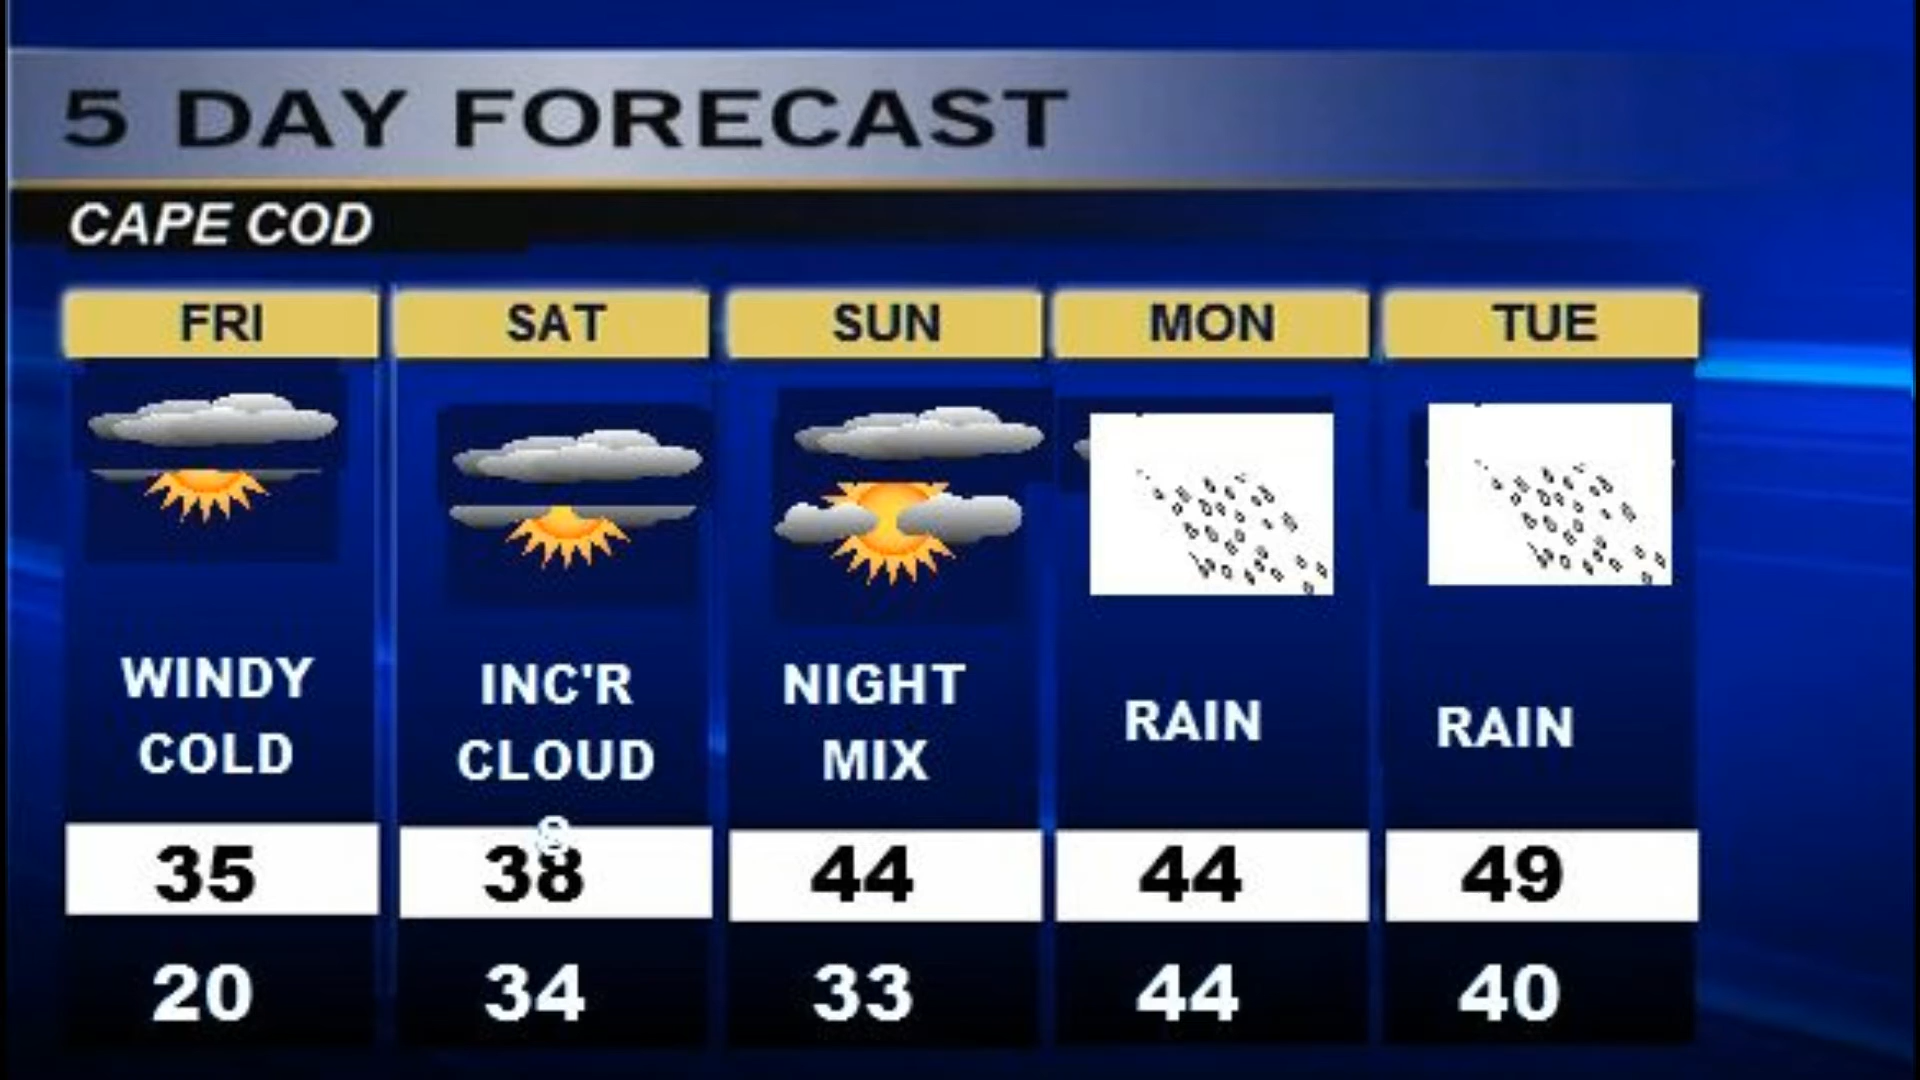 5 DAY FORECAST
CAPE COD
FRI SAT SUN MON TUE
WINDY
COLD
INC'R
CLOUD
S
NIGHT
MIX
RAIN
RAIN
35 38 44 44 49
20 34 33 44 40